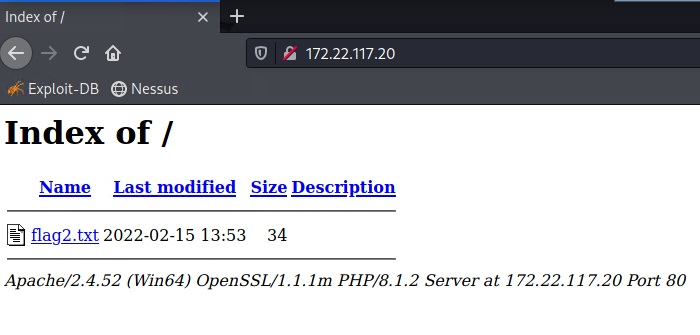 Index of /
172.22.117.20
Exploit-DB Nessus
Index of /
Name Last modified Size Description
flag2.txt 2022-02-15 13:53 34
Apache/2.4.52 (Win64) OpenSSL/1.1.1m PHP/8.1.2 Server at 172.22.117.20 Port 80